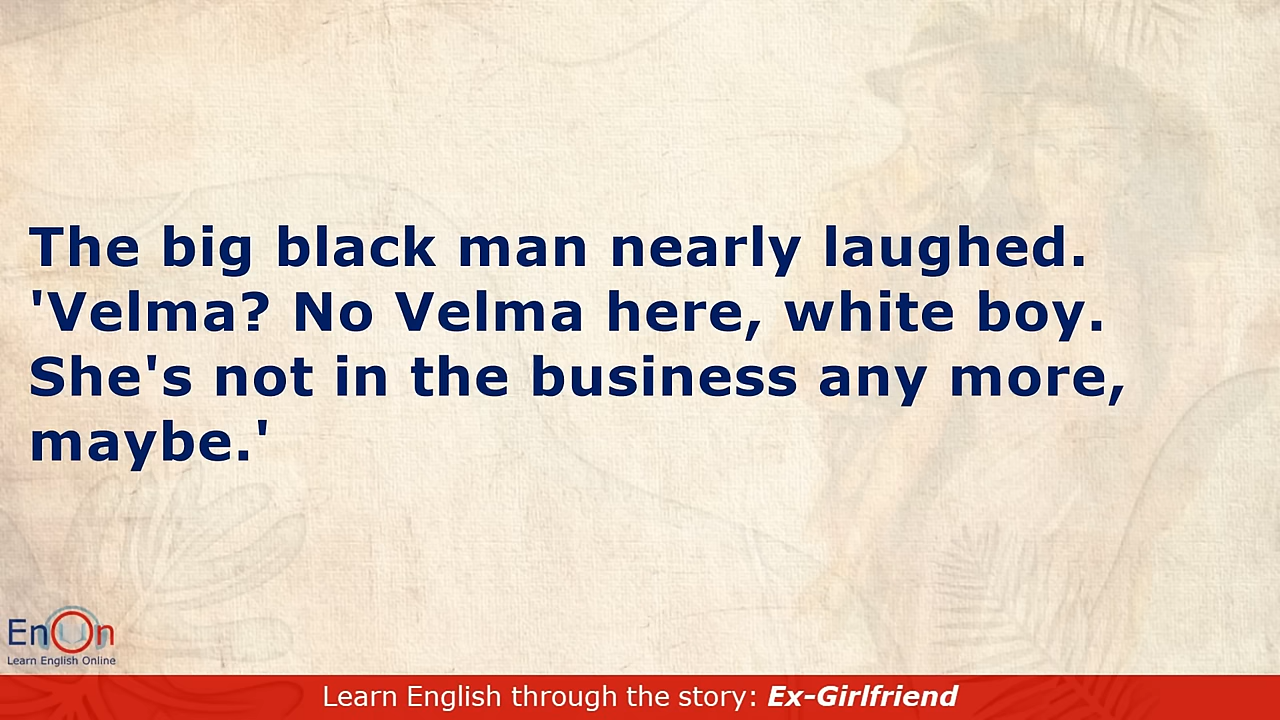 The big black man nearly laughed.
'Velma? No Velma here, white boy.
She's not in the business any more,
maybe.'
EnOn
Learn English Online
Learn English through the story: Ex-Girlfriend